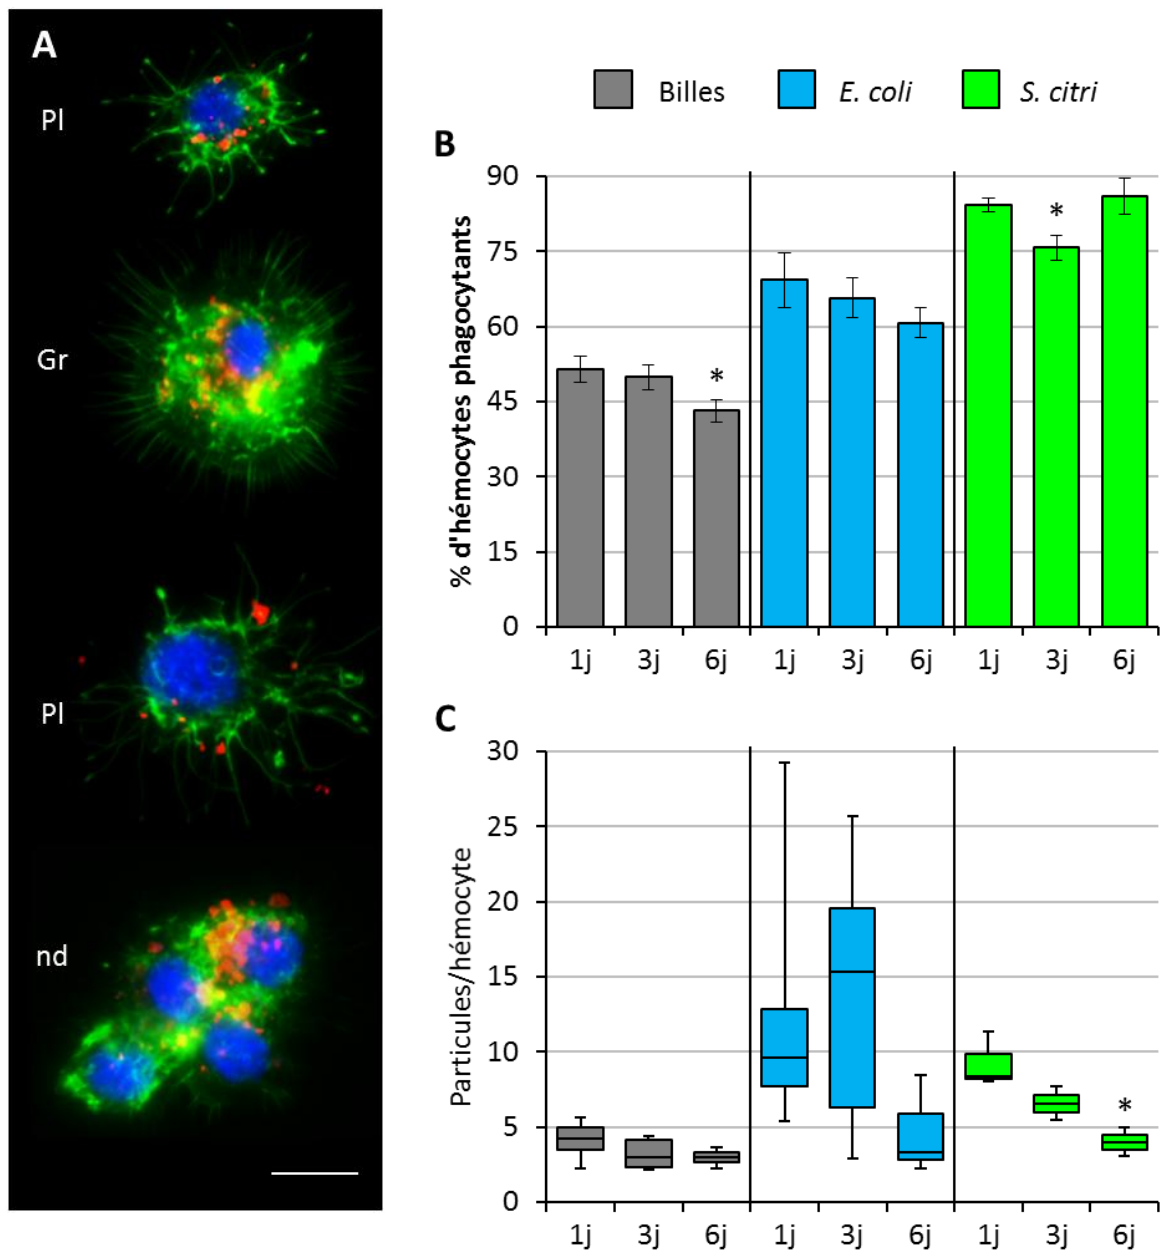 A
Pl
Gr
Pl
nd
Billes E. coli S. citri
B
% d'hémocytes phagocytants
90
75
60
45
30
15
0
*
*
1j 3j 6j 1j 3j 6j 1j 3j 6j
C
Particules/hémocyte
30
25
20
15
10
5
0
*
1j 3j 6j 1j 3j 6j 1j 3j 6j